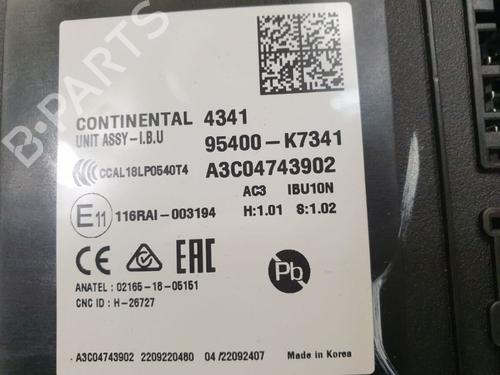 CONTINENTAL 4341
UNIT ASSY-I.B.U 95400-K7341
CCAL18LP0540T4 A3C04743902
AC3 IBU10N
E11 116RAI-003194 H:1.01 S:1.02
CE EAC
Pb
ANATEL : 02165-18-05151
CNC ID : H-26727
A3C04743902 2209220480 04/22092407 Made in Korea
B-PARTS